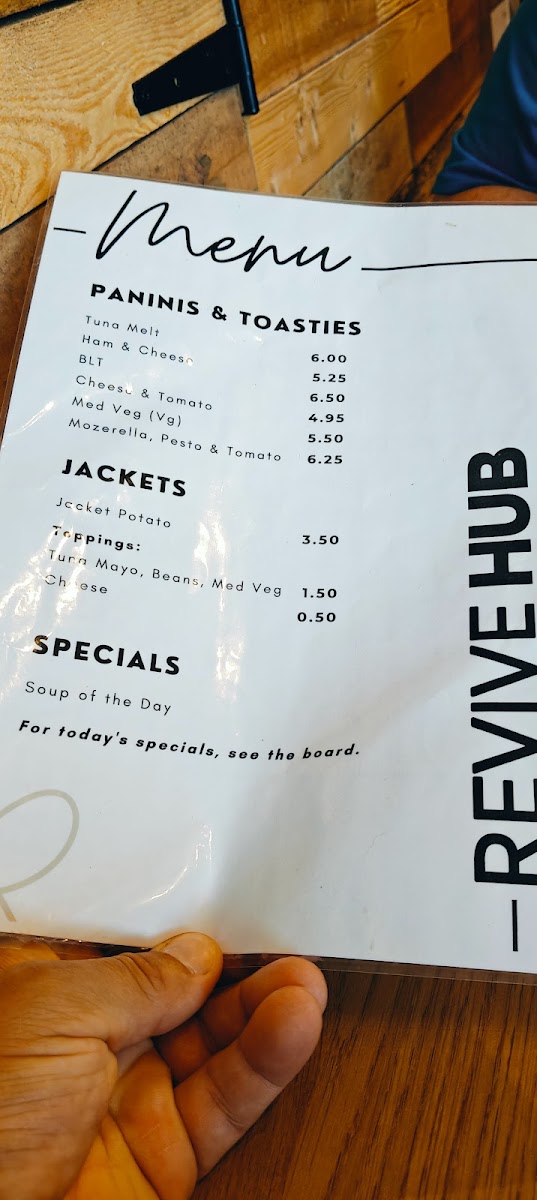 Menu
PANINIS & TOASTIES
Tuna Melt 6.00
Ham & Cheese 5.25
BLT 6.50
Cheese & Tomato 4.95
Med Veg (Vg) 5.50
Mozerella, Pesto & Tomato 6.25
JACKETS
Jacket Potato 3.50
Toppings:
Tuna Mayo, Beans, Med Veg 1.50
Cheese 0.50
SPECIALS
Soup of the Day
For today's specials, see the board.
REVIVE HUB